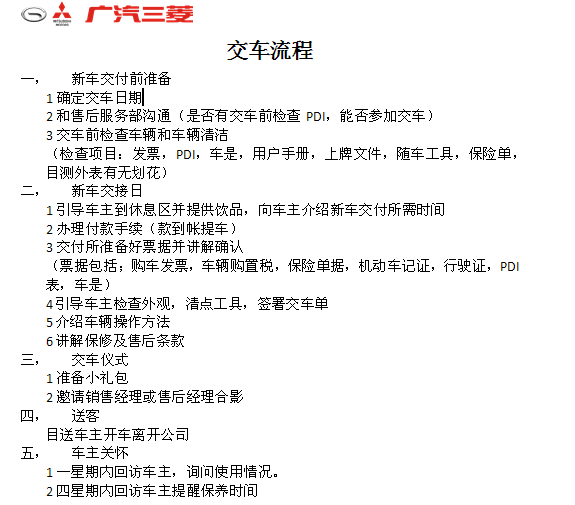 MITSUBISHI
广汽三菱
交车流程
一， 新车交付前准备
1 确定交车日期
2 和售后服务部沟通（是否有交车前检查 PDI，能否参加交车）
3 交车前检查车辆和车辆清洁
（检查项目：发票，PDI，车是，用户手册，上牌文件，随车工具，保险单，
目测外表有无划花）
二， 新车交接日
1 引导车主到休息区并提供饮品，向车主介绍新车交付所需时间
2 办理付款手续（款到帐提车）
3 交付所准备好票据并讲解确认
（票据包括；购车发票，车辆购置税，保险单据，机动车记证，行驶证，PDI
表，车是）
4 引导车主检查外观，清点工具，签署交车单
5 介绍车辆操作方法
6 讲解保修及售后条款
三， 交车仪式
1 准备小礼包
2 邀请销售经理或售后经理合影
四， 送客
目送车主开车离开公司
五， 车主关怀
1 一星期内回访车主，询问使用情况。
2 四星期内回访车主提醒保养时间